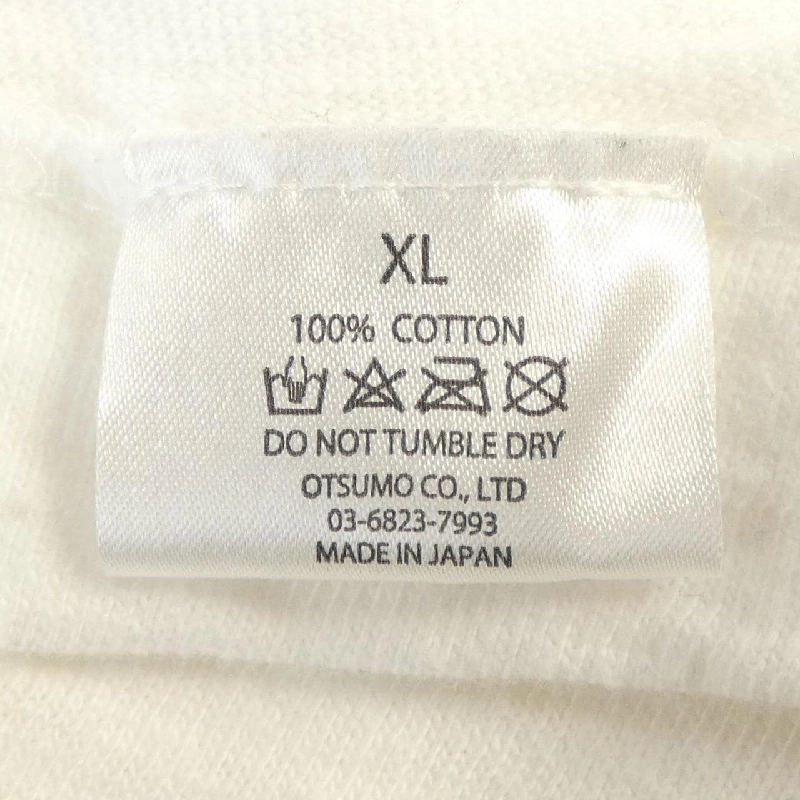 XL
100% COTTON
DO NOT TUMBLE DRY
OTSUMO CO., LTD
03-6823-7993
MADE IN JAPAN